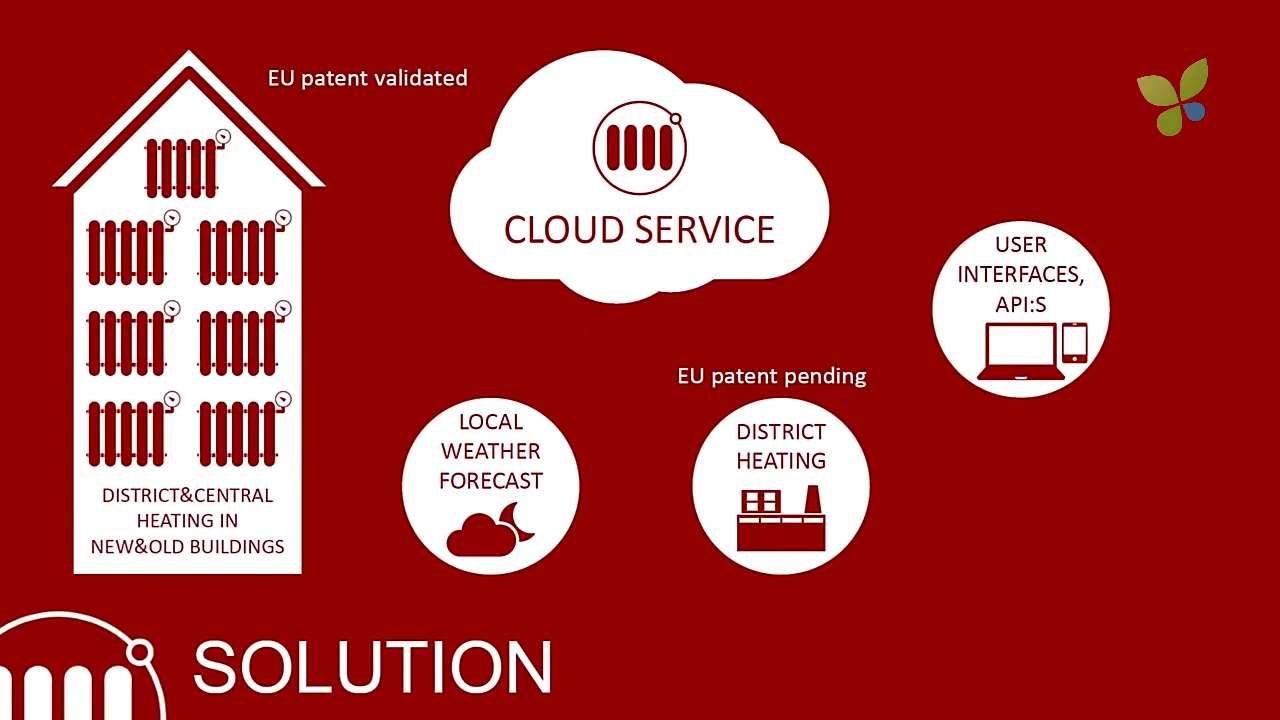 EU patent validated
CLOUD SERVICE
USER
INTERFACES,
API:S
EU patent pending
LOCAL
WEATHER
FORECAST
DISTRICT
HEATING
DISTRICT&CENTRAL
HEATING IN
NEW&OLD BUILDINGS
SOLUTION